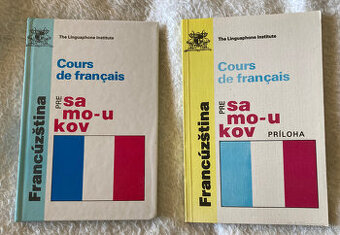 The Linguaphone Institute
Cours
de français
Francúzština
PRE
sa
mo-u
kov
The Linguaphone Institute
Cours
de français
Francúzština
PRE
sa
mo-u
kov
PRÍLOHA